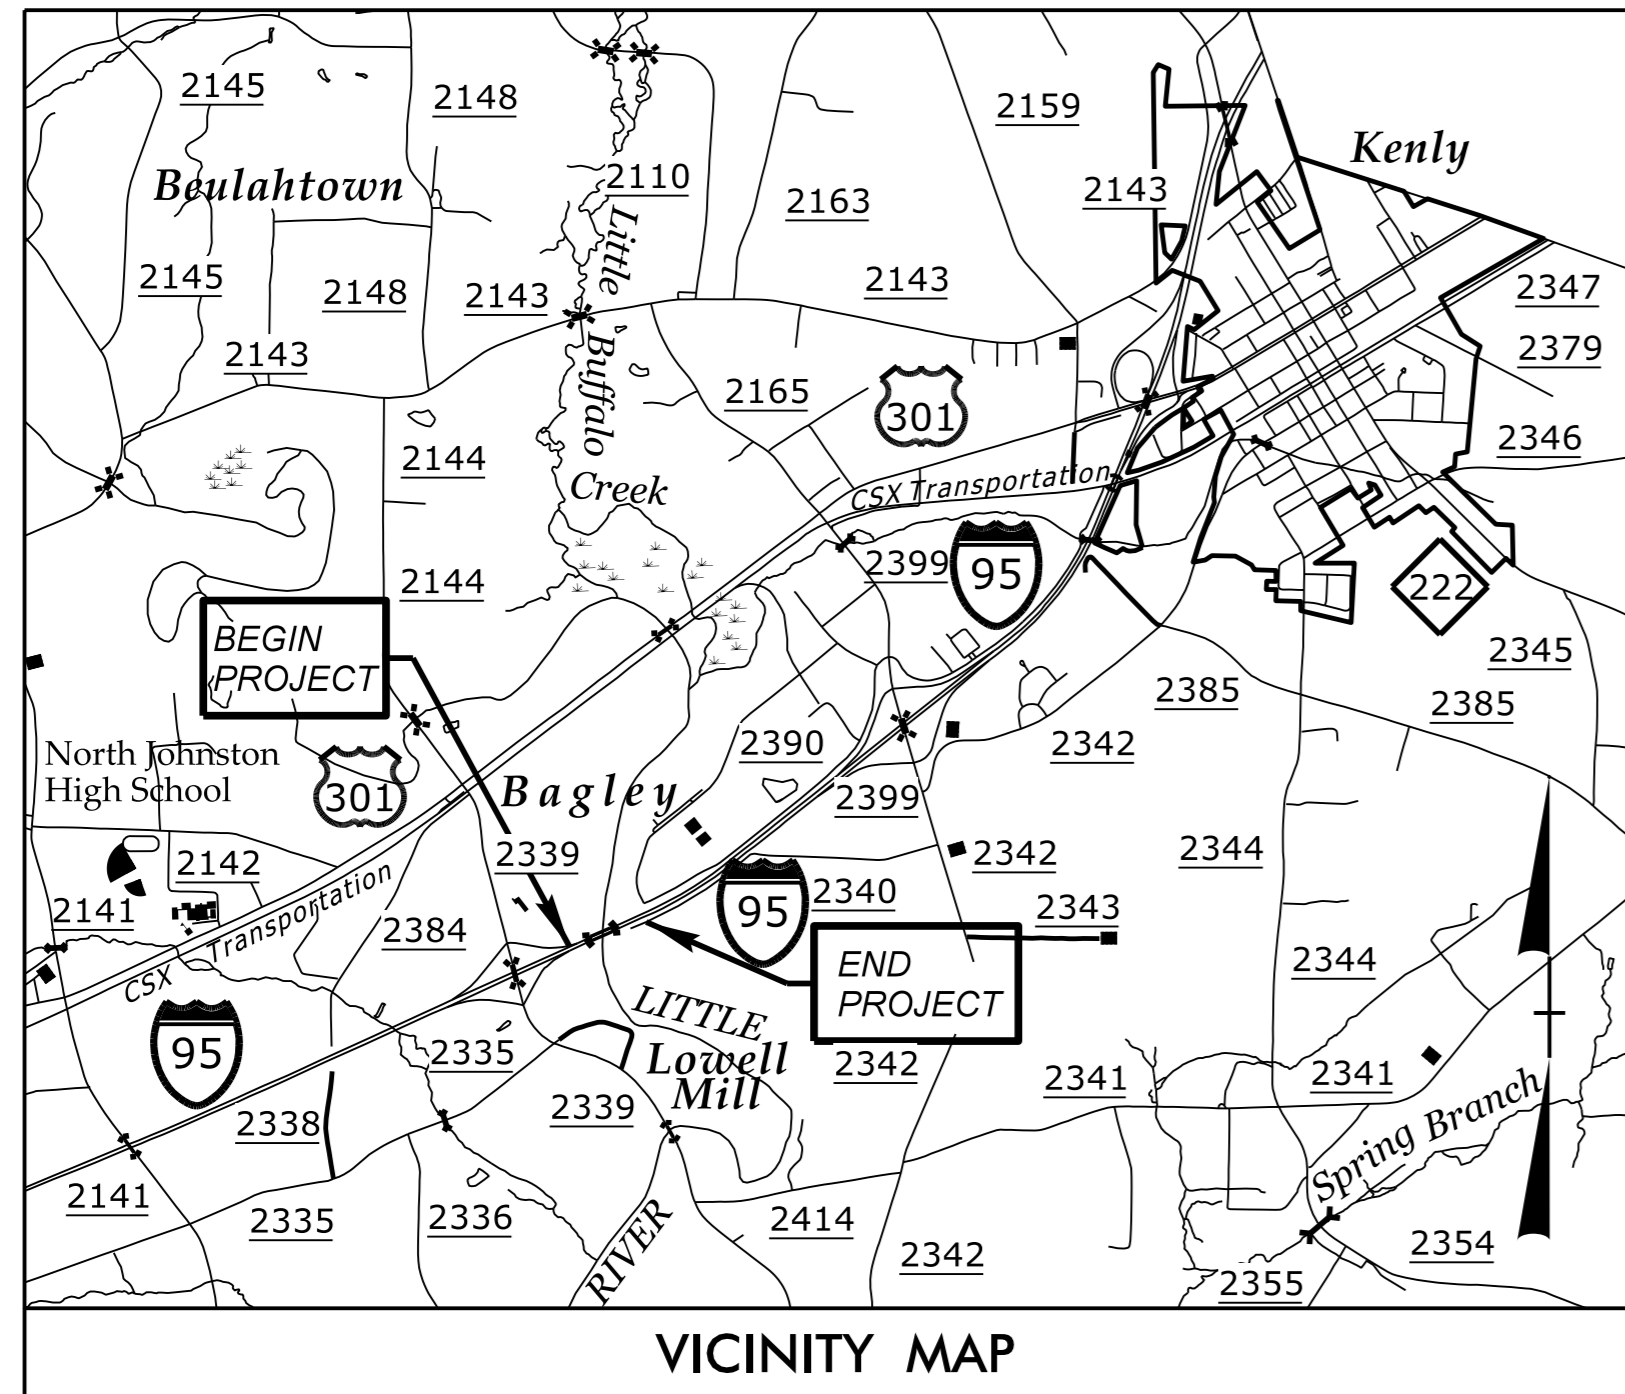 2145
2148
2159
Kenly
2110
Beulahtown
2163
2143
Little
2145
2148
2143
2143
2347
2143
Buffalo
2379
2165
301
2346
2144
Creek
CSX Transportation
2399
95
2144
222
BEGIN
PROJECT
2345
2385
2385
North Johnston
High School
2390
2342
301
Bagley
2399
2339
2342
2344
2142
2141
CSX Transportation
2384
95
2340
2343
END
PROJECT
2344
LITTLE
95
2335
Lowell
Mill
2342
2341
2341
2338
2339
Spring Branch
2141
2335
2336
RIVER
2414
2342
2354
2355
VICINITY MAP